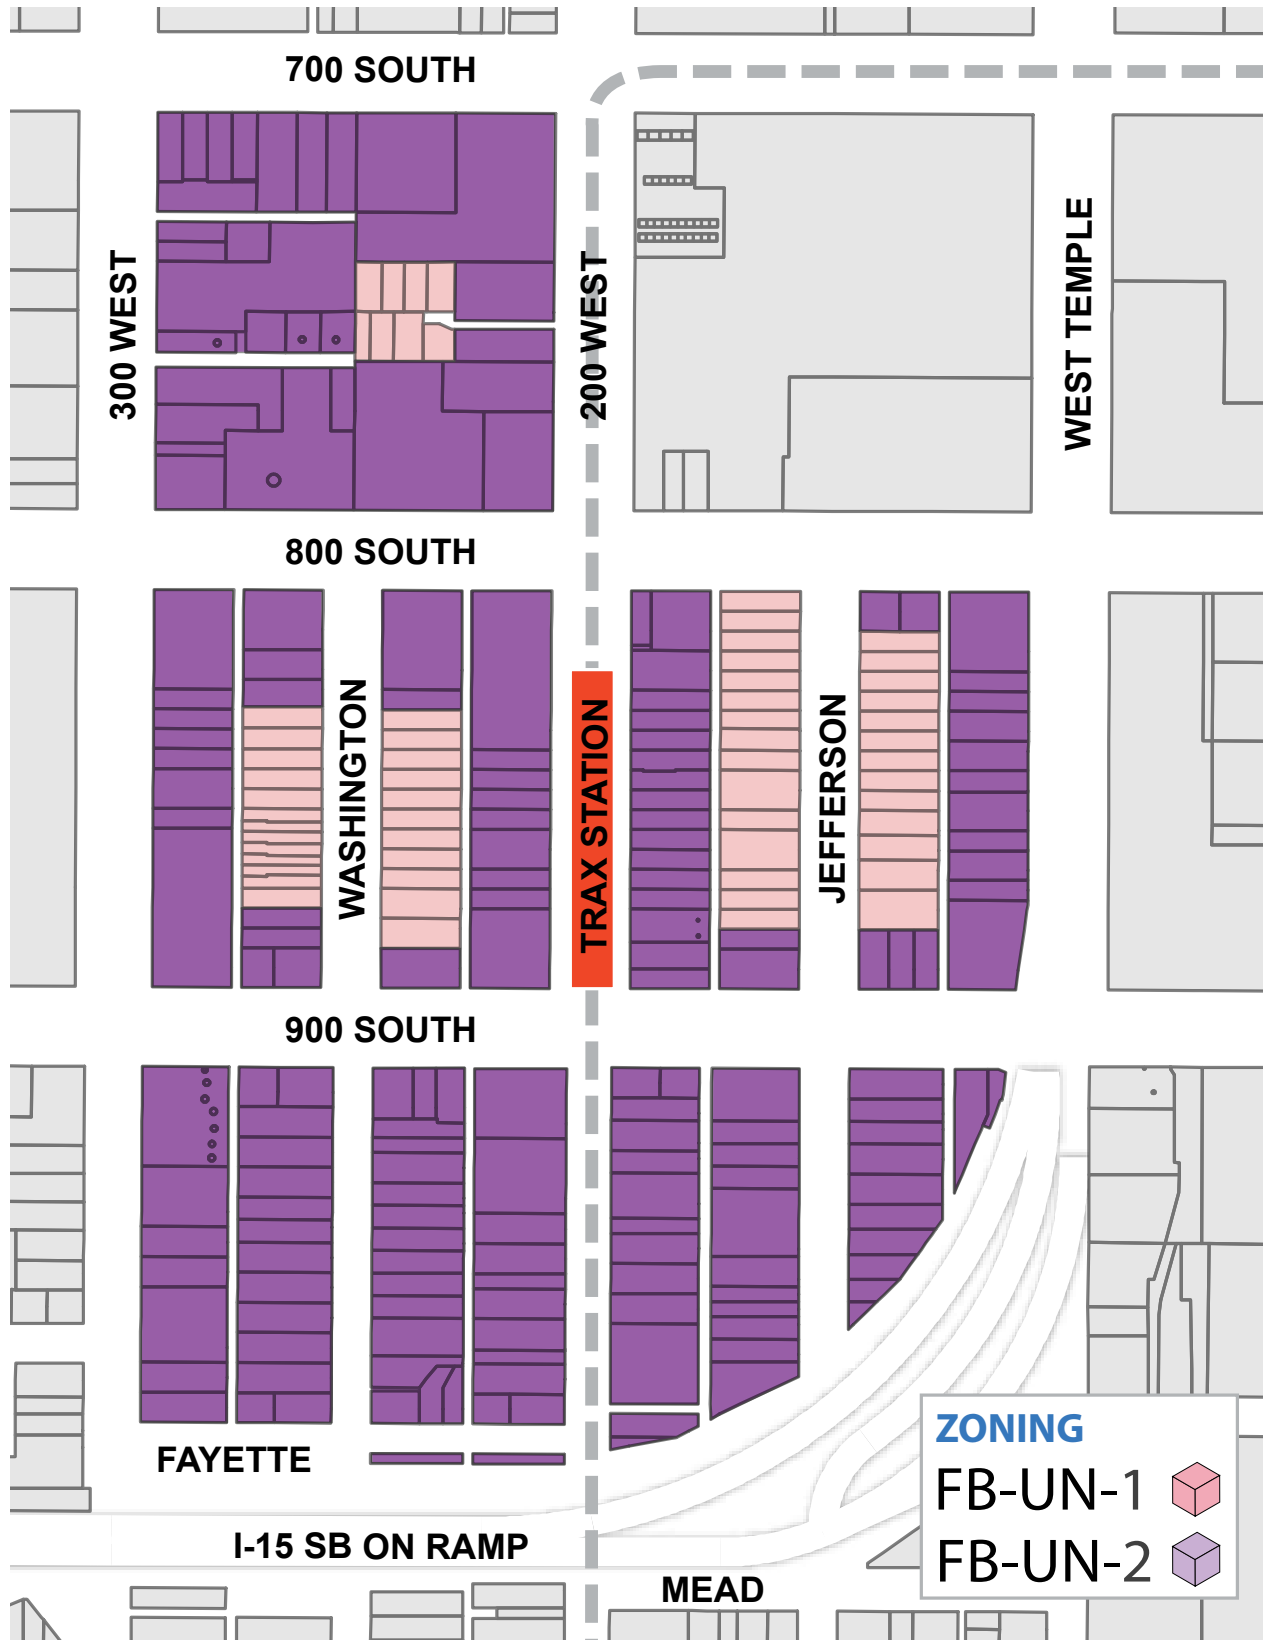 700 SOUTH
300 WEST
200 WEST
WEST TEMPLE
800 SOUTH
WASHINGTON
TRAX STATION
JEFFERSON
900 SOUTH
FAYETTE
I-15 SB ON RAMP
MEAD
ZONING
FB-UN-1
FB-UN-2